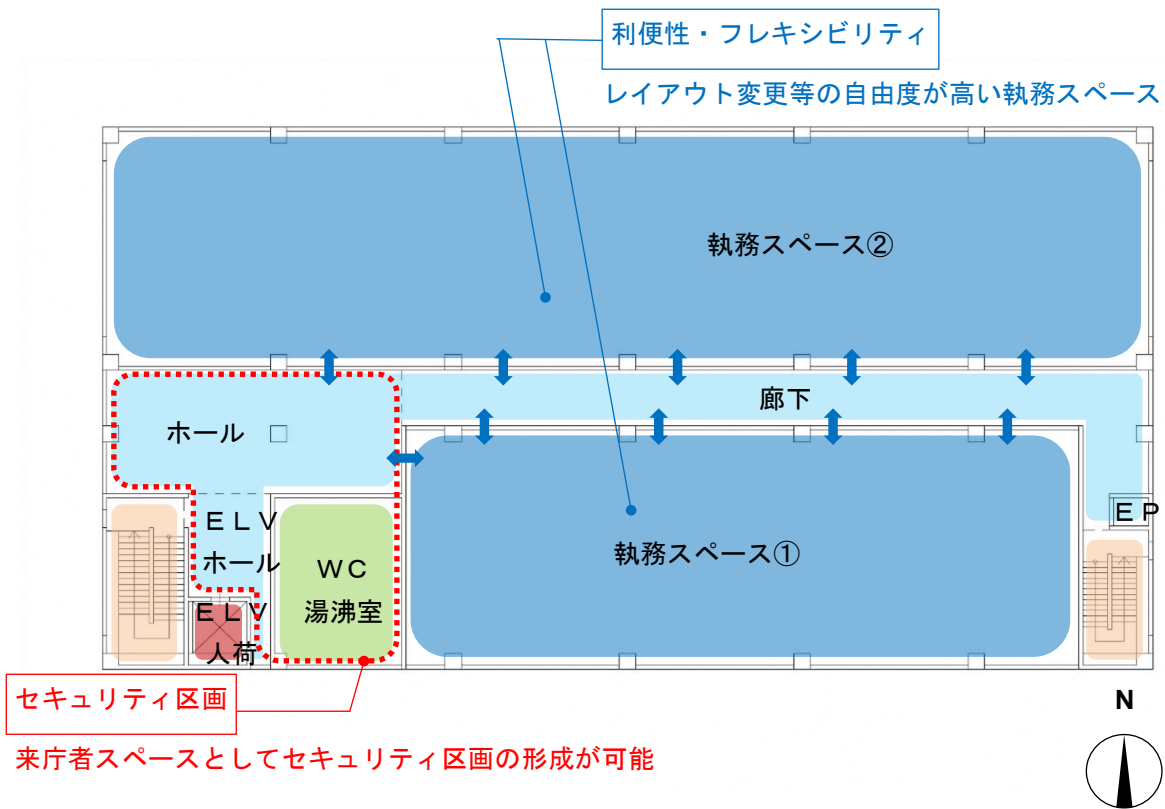 利便性・フレキシビリティ
レイアウト変更等の自由度が高い執務スペース
執務スペース②
廊下
ホール
ＥＬＶ
ホール
ＷＣ
湯沸室
執務スペース①
ＥＰ
ＥＬＶ
人荷
セキュリティ区画
来庁者スペースとしてセキュリティ区画の形成が可能
N